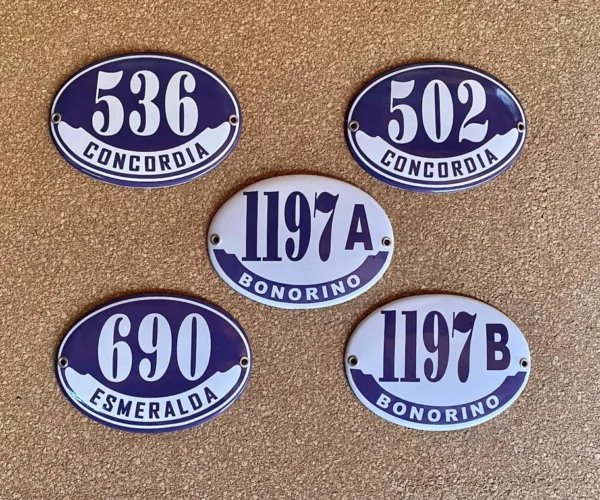 536
CONCORDIA
502
CONCORDIA
1197 A
BONORINO
690
ESMERALDA
1197 B
BONORINO